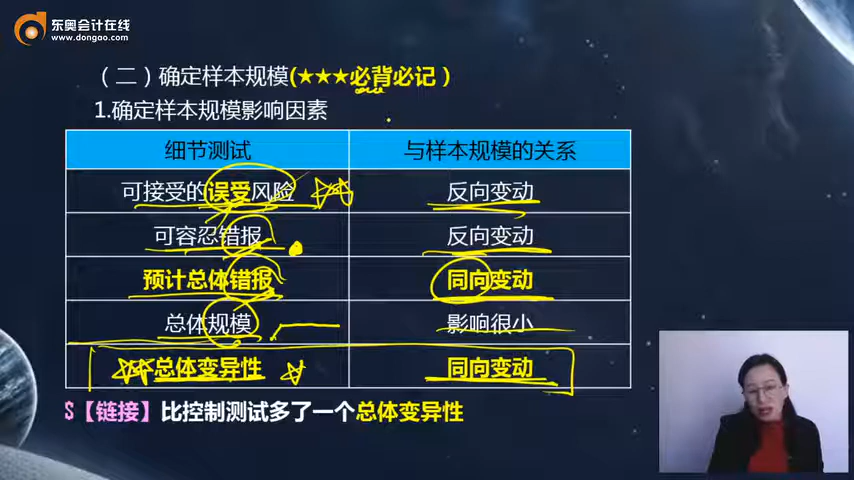 东奥会计在线
www.dongao.com
（二）确定样本规模(★★★必背必记）
1.确定样本规模影响因素
细节测试 与样本规模的关系
可接受的误受风险 反向变动
可容忍错报 反向变动
预计总体错报 同向变动
总体规模 影响很小
总体变异性 同向变动
$【链接】比控制测试多了一个总体变异性